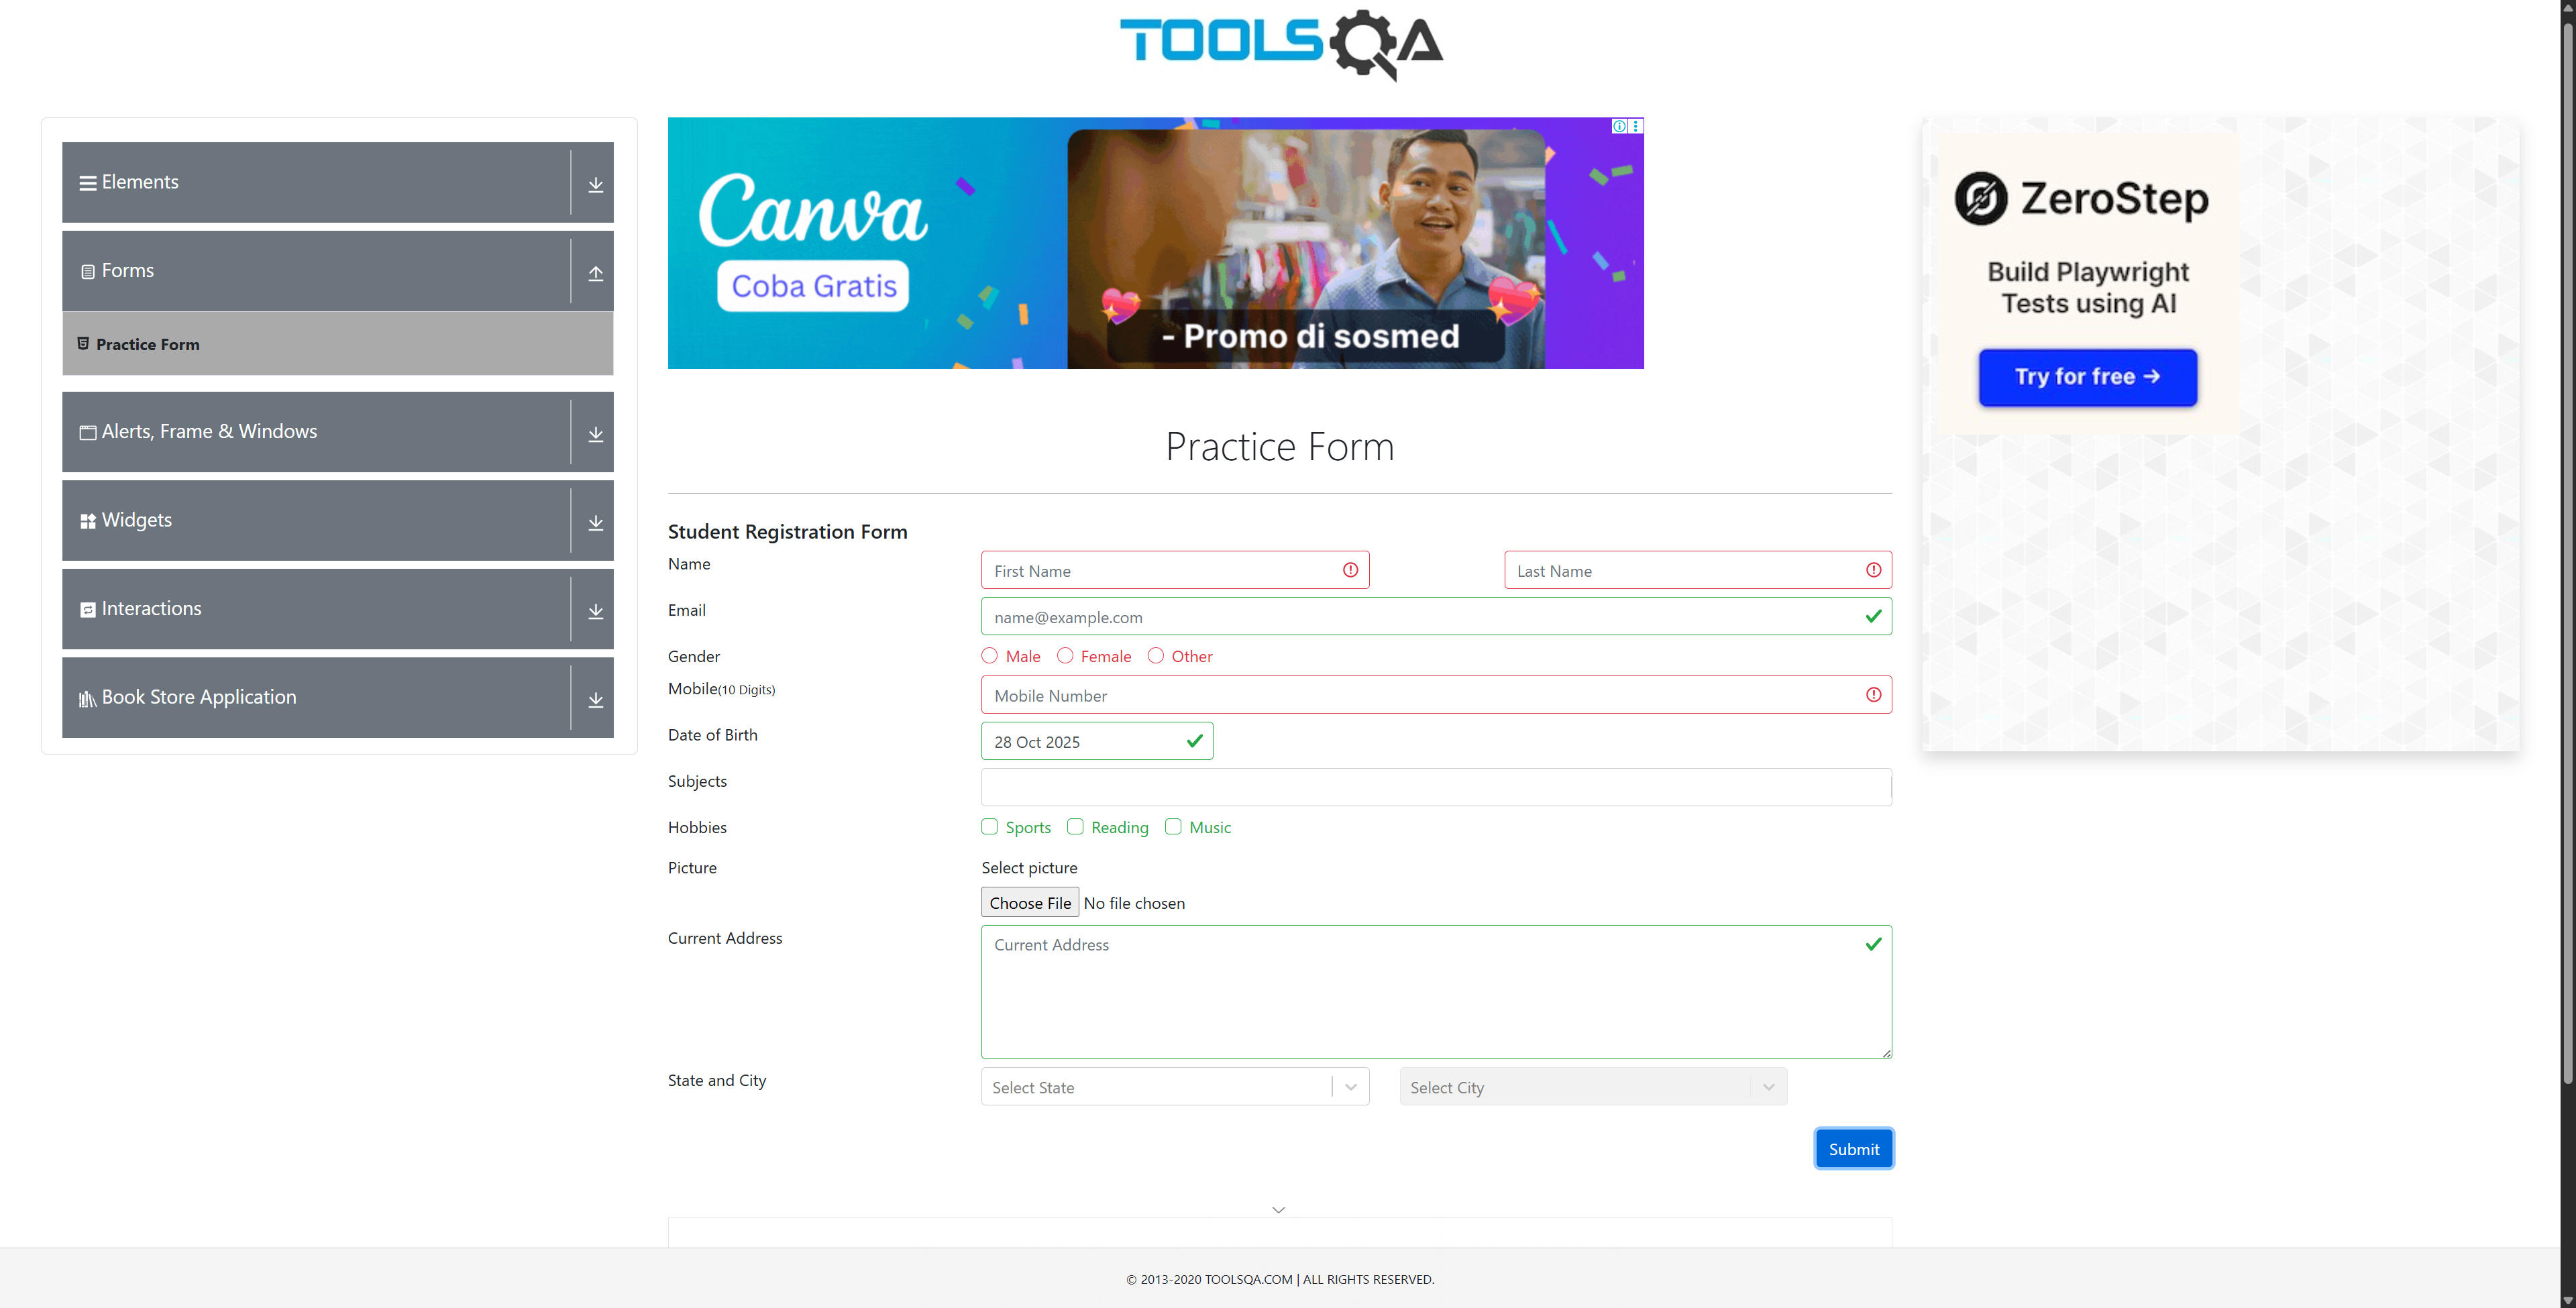 TOOLSQA
Elements
Forms
Practice Form
Alerts, Frame & Windows
Widgets
Interactions
Book Store Application
Canva
Coba Gratis
- Promo di sosmed
Practice Form
Student Registration Form
Name
First Name
Last Name
Email
name@example.com
Gender
Male Female Other
Mobile(10 Digits)
Mobile Number
Date of Birth
28 Oct 2025
Subjects
Hobbies
Sports Reading Music
Picture
Select picture
Choose File No file chosen
Current Address
Current Address
State and City
Select State
Select City
Submit
ZeroStep
Build Playwright
Tests using AI
Try for free →
© 2013-2020 TOOLSQA.COM | ALL RIGHTS RESERVED.